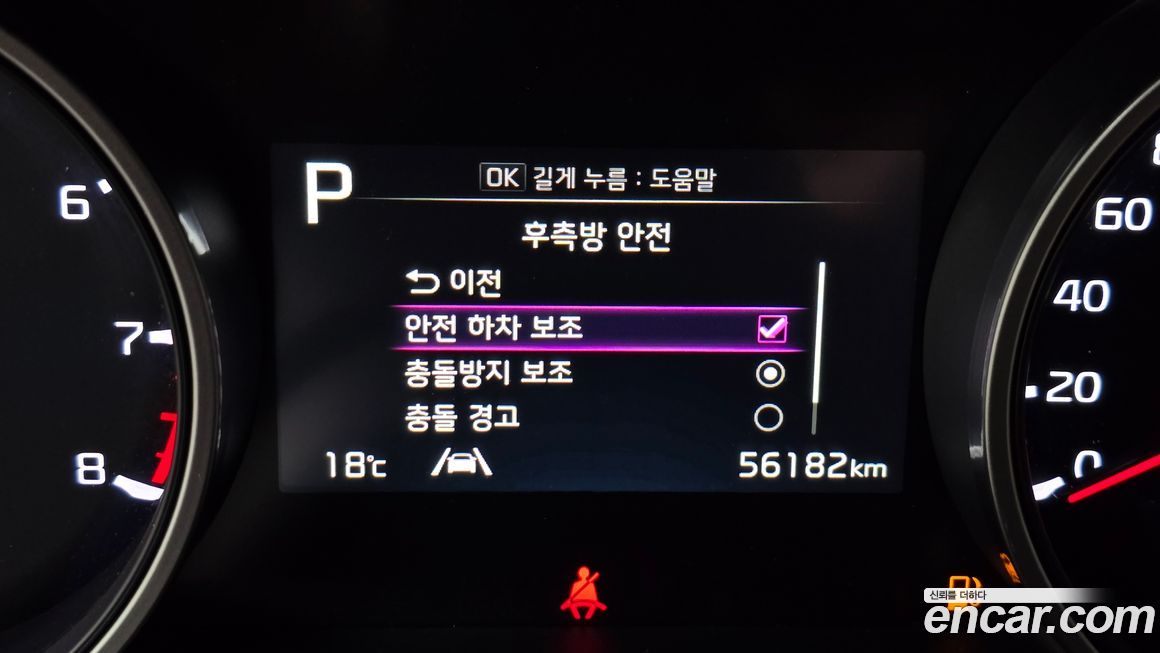 P
OK 길게 누름 : 도움말
후측방 안전
이전
안전 하차 보조
충돌방지 보조
충돌 경고
18℃
56182km
6
7
8
60
40
20
0
신뢰를 더하다
encar.com